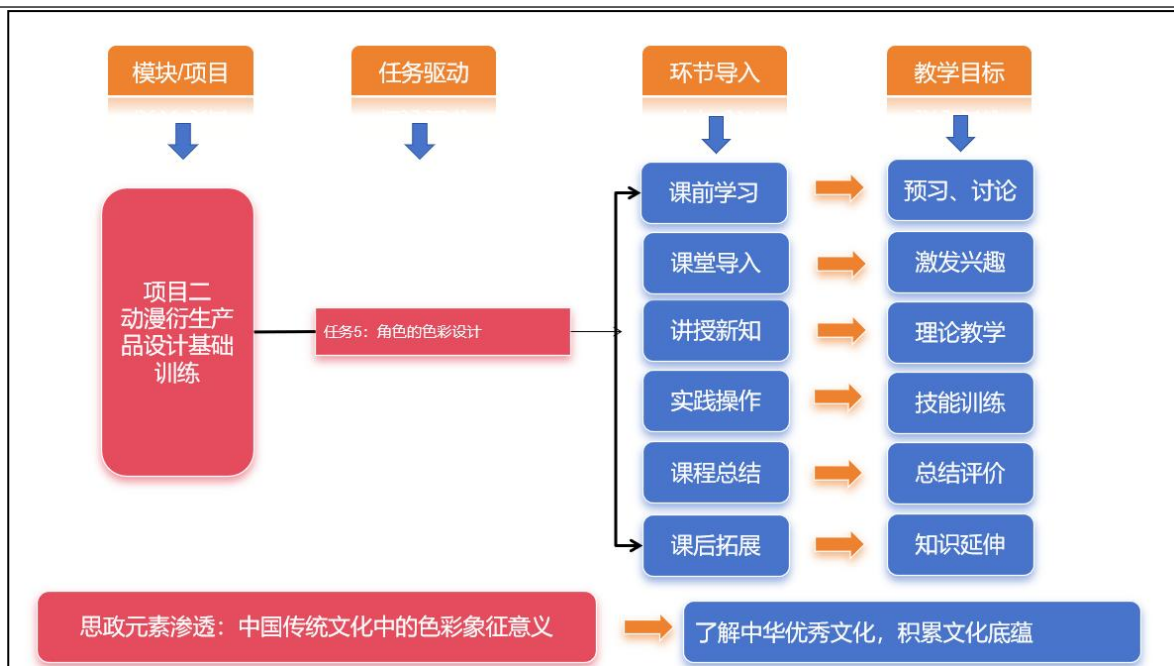 模块/项目
任务驱动
环节导入
教学目标
项目二
动漫衍生产
品设计基础
训练
任务5：角色的色彩设计
课前学习
预习、讨论
课堂导入
激发兴趣
讲授新知
理论教学
实践操作
技能训练
课程总结
总结评价
课后拓展
知识延伸
思政元素渗透：中国传统文化中的色彩象征意义
了解中华优秀文化，积累文化底蕴